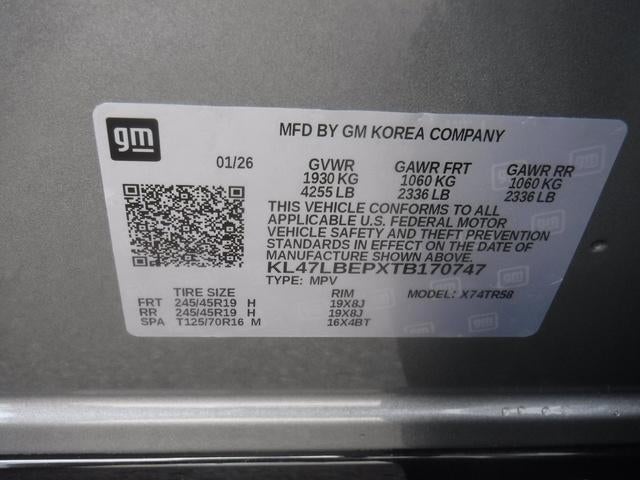 gm
MFD BY GM KOREA COMPANY
01/26 GVWR GAWR FRT GAWR RR
1930 KG 1060 KG 1060 KG
4255 LB 2336 LB 2336 LB
THIS VEHICLE CONFORMS TO ALL
APPLICABLE U.S. FEDERAL MOTOR
VEHICLE SAFETY AND THEFT PREVENTION
STANDARDS IN EFFECT ON THE DATE OF
MANUFACTURE SHOWN ABOVE.
KL47LBEPXTB170747
TYPE: MPV MODEL: X74TR58
TIRE SIZE RIM
FRT 245/45R19 H 19X8J
RR 245/45R19 H 19X8J
SPA T125/70R16 M 16X4BT